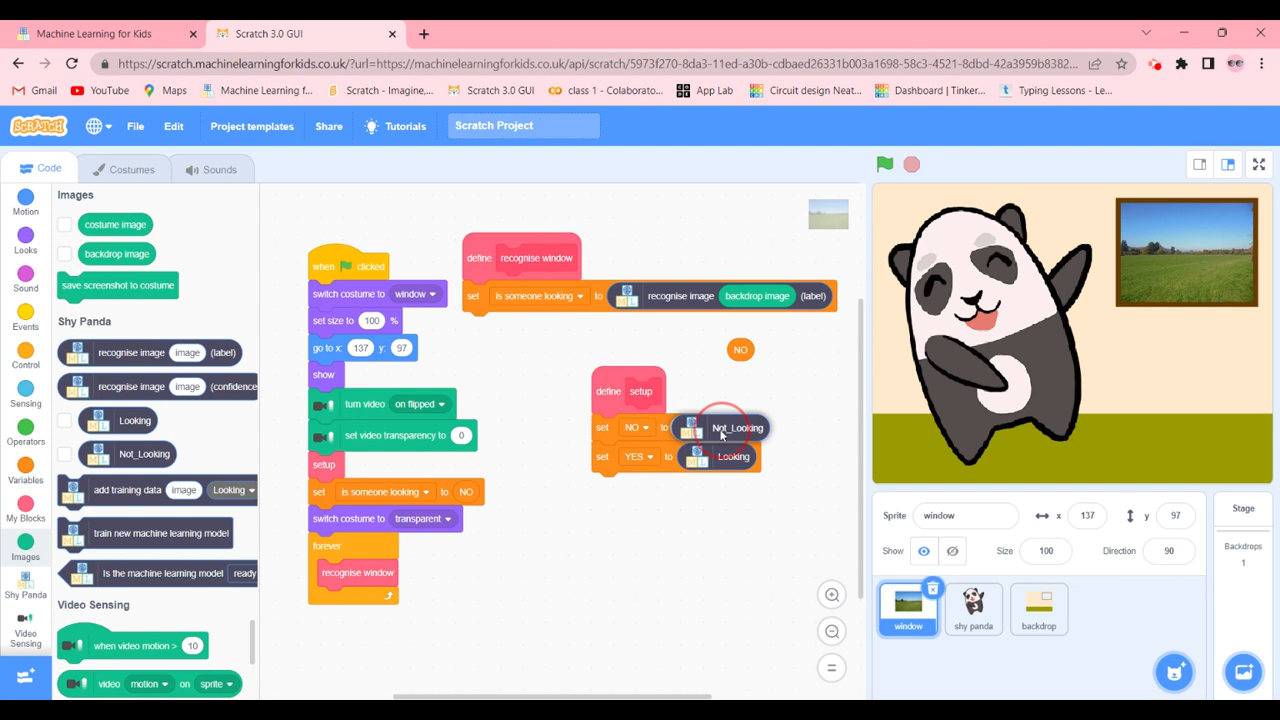 Machine Learning for Kids
Scratch 3.0 GUI
https://scratch.machinelearningforkids.co.uk/?url=https://machinelearningforkids.co.uk/api/scratch/5973f270-8da3-11ed-a30b-cdbaed26331b003a1698-58c3-4521-8dbd-42a3959b8382...
Gmail YouTube Maps Machine Learning f... Scratch - Imagine,... Scratch 3.0 GUI class 1 - Colaborato... App Lab Circuit design Neat... Dashboard | Tinker... Typing Lessons - Le...
SCRATCH File Edit Project templates Share Tutorials Scratch Project
Code Costumes Sounds
Motion
Looks
Sound
Events
Control
Sensing
Operators
Variables
My Blocks
Images
Shy Panda
Video
Sensing
Images
costume image
backdrop image
save screenshot to costume
Shy Panda
recognise image image (label)
recognise image image (confidence
Looking
Not_Looking
add training data image Looking
train new machine learning model
Is the machine learning model ready
Video Sensing
when video motion > 10
video motion on sprite
when clicked
switch costume to window
set size to 100 %
go to x: 137 y: 97
show
turn video on flipped
set video transparency to 0
setup
set is someone looking to NO
switch costume to transparent
forever
recognise window
define recognise window
set is someone looking to recognise image backdrop image (label)
NO
define setup
set NO to Not_Looking
set YES to Looking
Sprite window x 137 y 97
Show Size 100 Direction 90
window
shy panda
backdrop
Stage
Backdrops
1